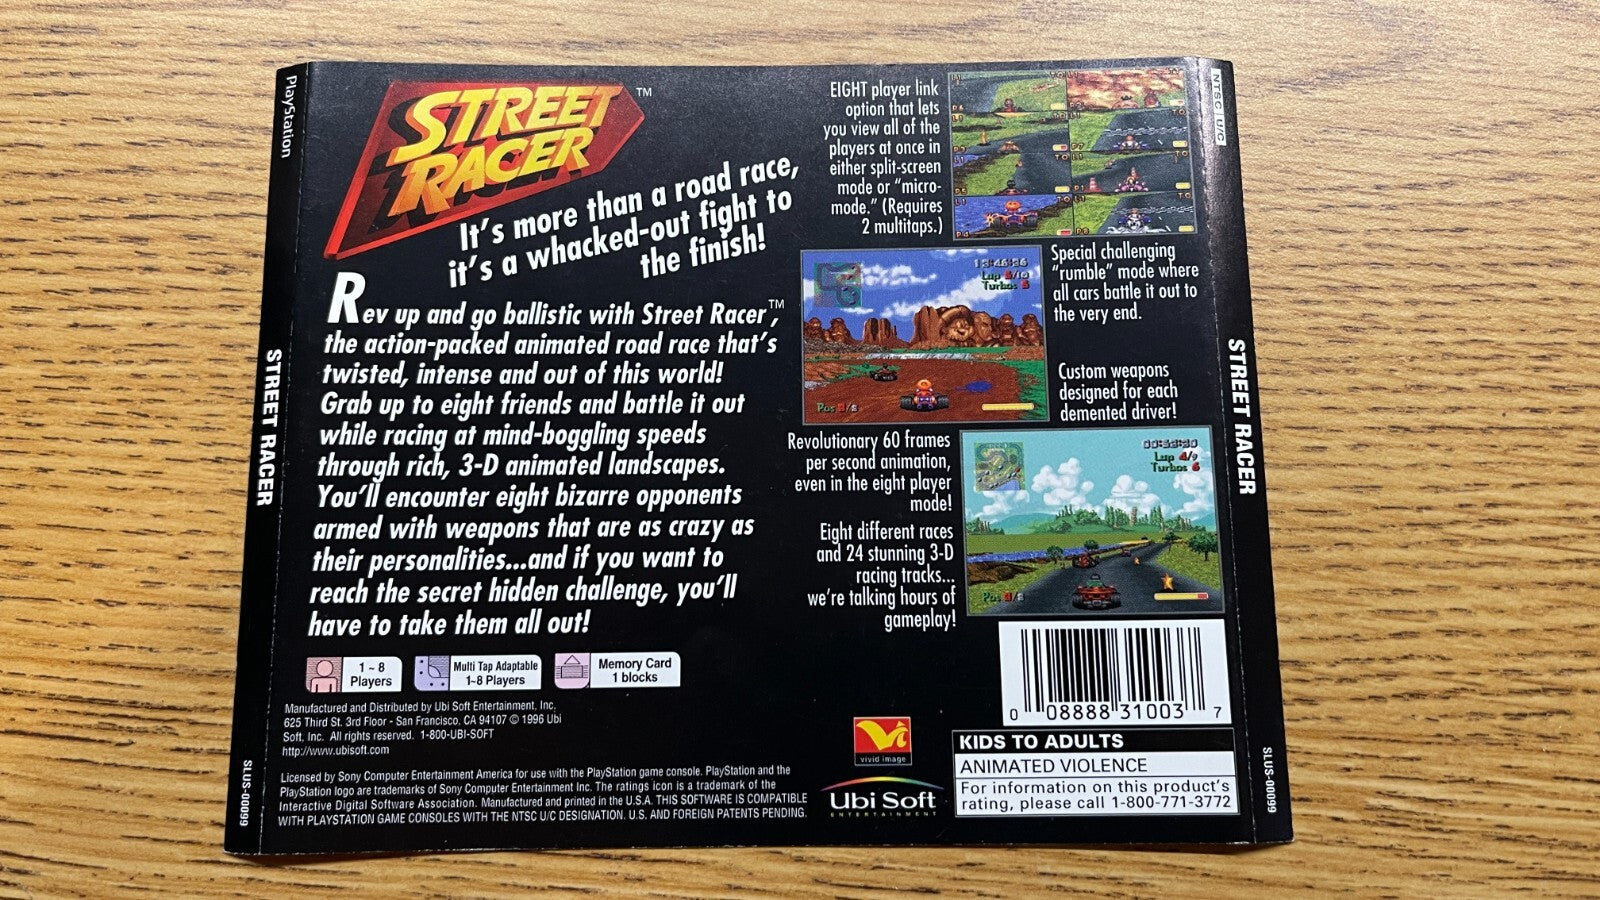 PlayStation
STREET RACER
SLUS-00099
STREET
RACER
TM
It's more than a road race,
it's a whacked-out fight to
the finish!
Rev up and go ballistic with Street Racer™,
the action-packed animated road race that's
twisted, intense and out of this world!
Grab up to eight friends and battle it out
while racing at mind-boggling speeds
through rich, 3-D animated landscapes.
You'll encounter eight bizarre opponents
armed with weapons that are as crazy as
their personalities...and if you want to
reach the secret hidden challenge, you'll
have to take them all out!
1 ~ 8
Players
Multi Tap Adaptable
1~8 Players
Memory Card
1 blocks
Manufactured and Distributed by Ubi Soft Entertainment, Inc.
625 Third St. 3rd Floor - San Francisco, CA 94107 © 1996 Ubi
Soft, Inc. All rights reserved. 1-800-UBI-SOFT
http://www.ubisoft.com
Licensed by Sony Computer Entertainment America for use with the PlayStation game console. PlayStation and the
PlayStation logo are trademarks of Sony Computer Entertainment Inc. The ratings icon is a trademark of the
Interactive Digital Software Association. Manufactured and printed in the U.S.A. THIS SOFTWARE IS COMPATIBLE
WITH PLAYSTATION GAME CONSOLES WITH THE NTSC U/C DESIGNATION. U.S. AND FOREIGN PATENTS PENDING.
EIGHT player link
option that lets
you view all of the
players at once in
either split-screen
mode or "micro-
mode." (Requires
2 multitaps.)
Special challenging
"rumble" mode where
all cars battle it out to
the very end.
Lap
Turbos
Pos
Custom weapons
designed for each
demented driver!
Revolutionary 60 frames
per second animation,
even in the eight player
mode!
Lap 4/9
Turbos 6
Pos
Eight different races
and 24 stunning 3-D
racing tracks...
we're talking hours of
gameplay!
0 08888 31003 7
vivid image
Ubi Soft
ENTERTAINMENT
KIDS TO ADULTS
ANIMATED VIOLENCE
For information on this product's
rating, please call 1-800-771-3772
NTSC U/C
STREET RACER
SLUS-00099